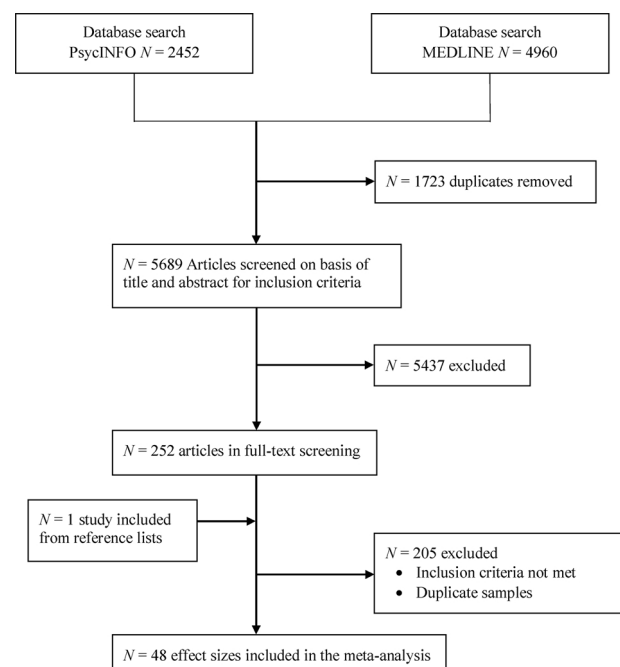 Database search
PsycINFO N = 2452
Database search
MEDLINE N = 4960
N = 1723 duplicates removed
N = 5689 Articles screened on basis of
title and abstract for inclusion criteria
N = 5437 excluded
N = 252 articles in full-text screening
N = 1 study included
from reference lists
N = 205 excluded
• Inclusion criteria not met
• Duplicate samples
N = 48 effect sizes included in the meta-analysis